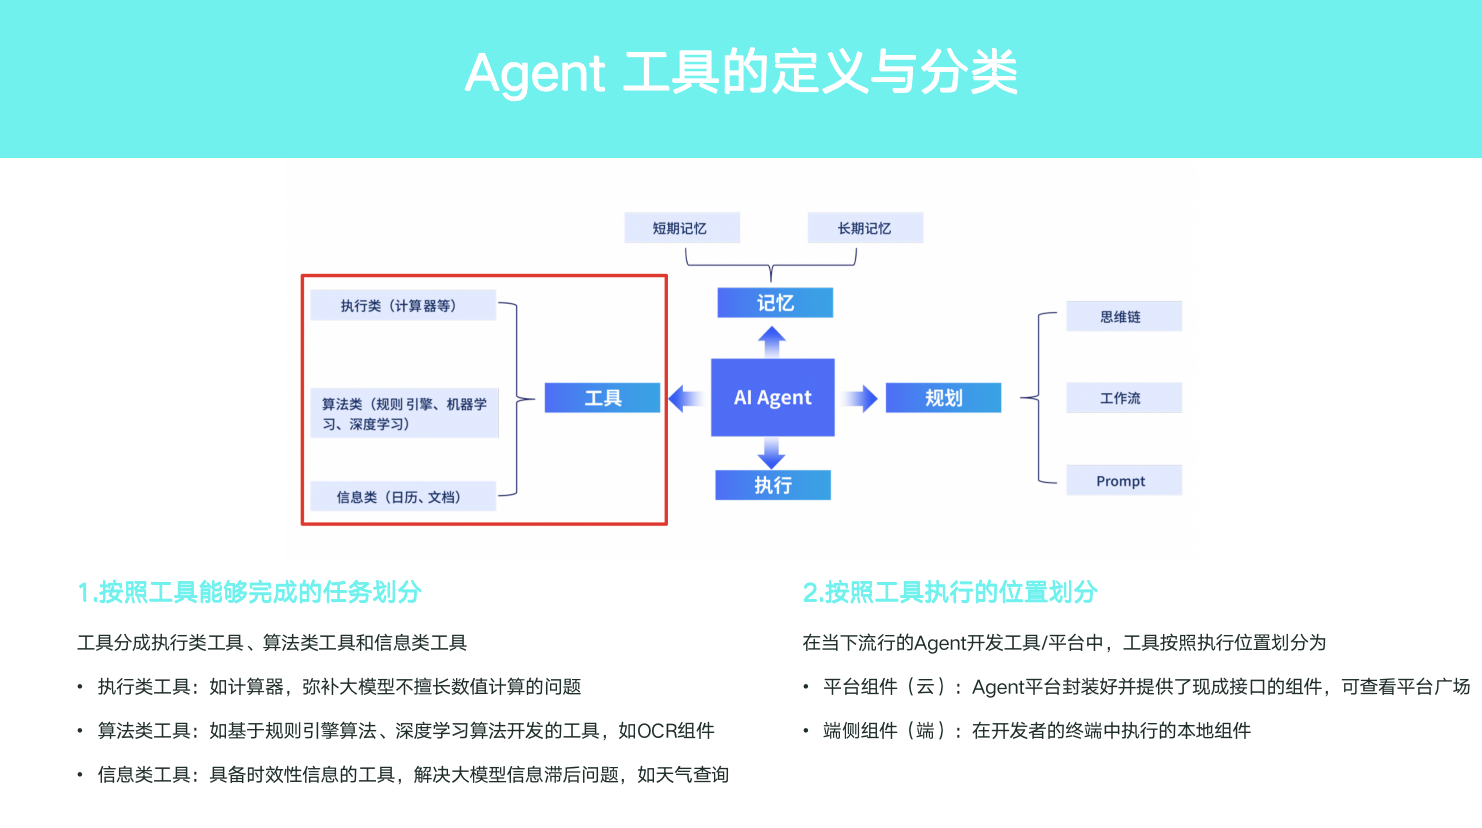 Agent 工具的定义与分类
短期记忆
长期记忆
执行类（计算器等）
记忆
思维链
算法类（规则 引擎、机器学
习、深度学习）
工具
AI Agent
规划
工作流
信息类（日历、文档）
执行
Prompt
1.按照工具能够完成的任务划分
工具分成执行类工具、算法类工具和信息类工具
• 执行类工具：如计算器，弥补大模型不擅长数值计算的问题
• 算法类工具：如基于规则引擎算法、深度学习算法开发的工具，如OCR组件
• 信息类工具：具备时效性信息的工具，解决大模型信息滞后问题，如天气查询
2.按照工具执行的位置划分
在当下流行的Agent开发工具/平台中，工具按照执行位置划分为
• 平台组件（云）：Agent平台封装好并提供了现成接口的组件，可查看平台广场
• 端侧组件（端）：在开发者的终端中执行的本地组件